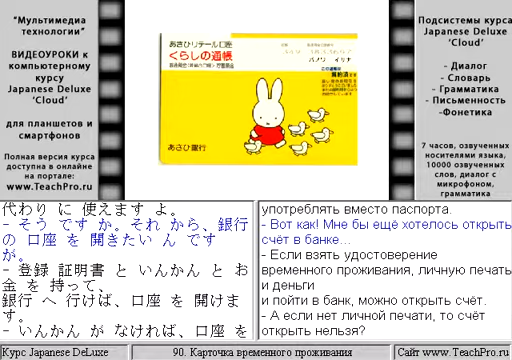 "Мультимедиа
технологии"
ВИДЕОУРОКИ к
компьютерному
курсу
Japanese Deluxe
'Cloud'
для планшетов и
смартфонов
Полная версия курса
доступна в онлайне
на портале:
www.TeachPro.ru
あさひリテール口座
くらしの通帳
あさひ銀行
Подсистемы курса
Japanese Deluxe
'Cloud'
- Диалог
- Словарь
- Грамматика
- Письменность
-Фонетика
7 часов, озвученных
носителями языка,
10000 озвученных
слов, диалог с
микрофоном,
грамматика
代わり に 使えます よ。
- そう です か。それ から、銀行
の 口座 を 開きたい ん です
が。
- 登録 証明書 と いんかん と お
金 を 持って、
銀行 へ 行けば、口座 を 開けま
す。
- いんかん が なければ、口座 を
употреблять вместо паспорта.
- Вот как! Мне бы ещё хотелось открыть
счёт в банке...
- Если взять удостоверение
временного проживания, личную печать
и деньги
и пойти в банк, можно открыть счёт.
- А если нет личной печати, то счёт
открыть нельзя?
Курс Japanese DeLuxe
90. Карточка временного проживания
Сайт www.TeachPro.ru